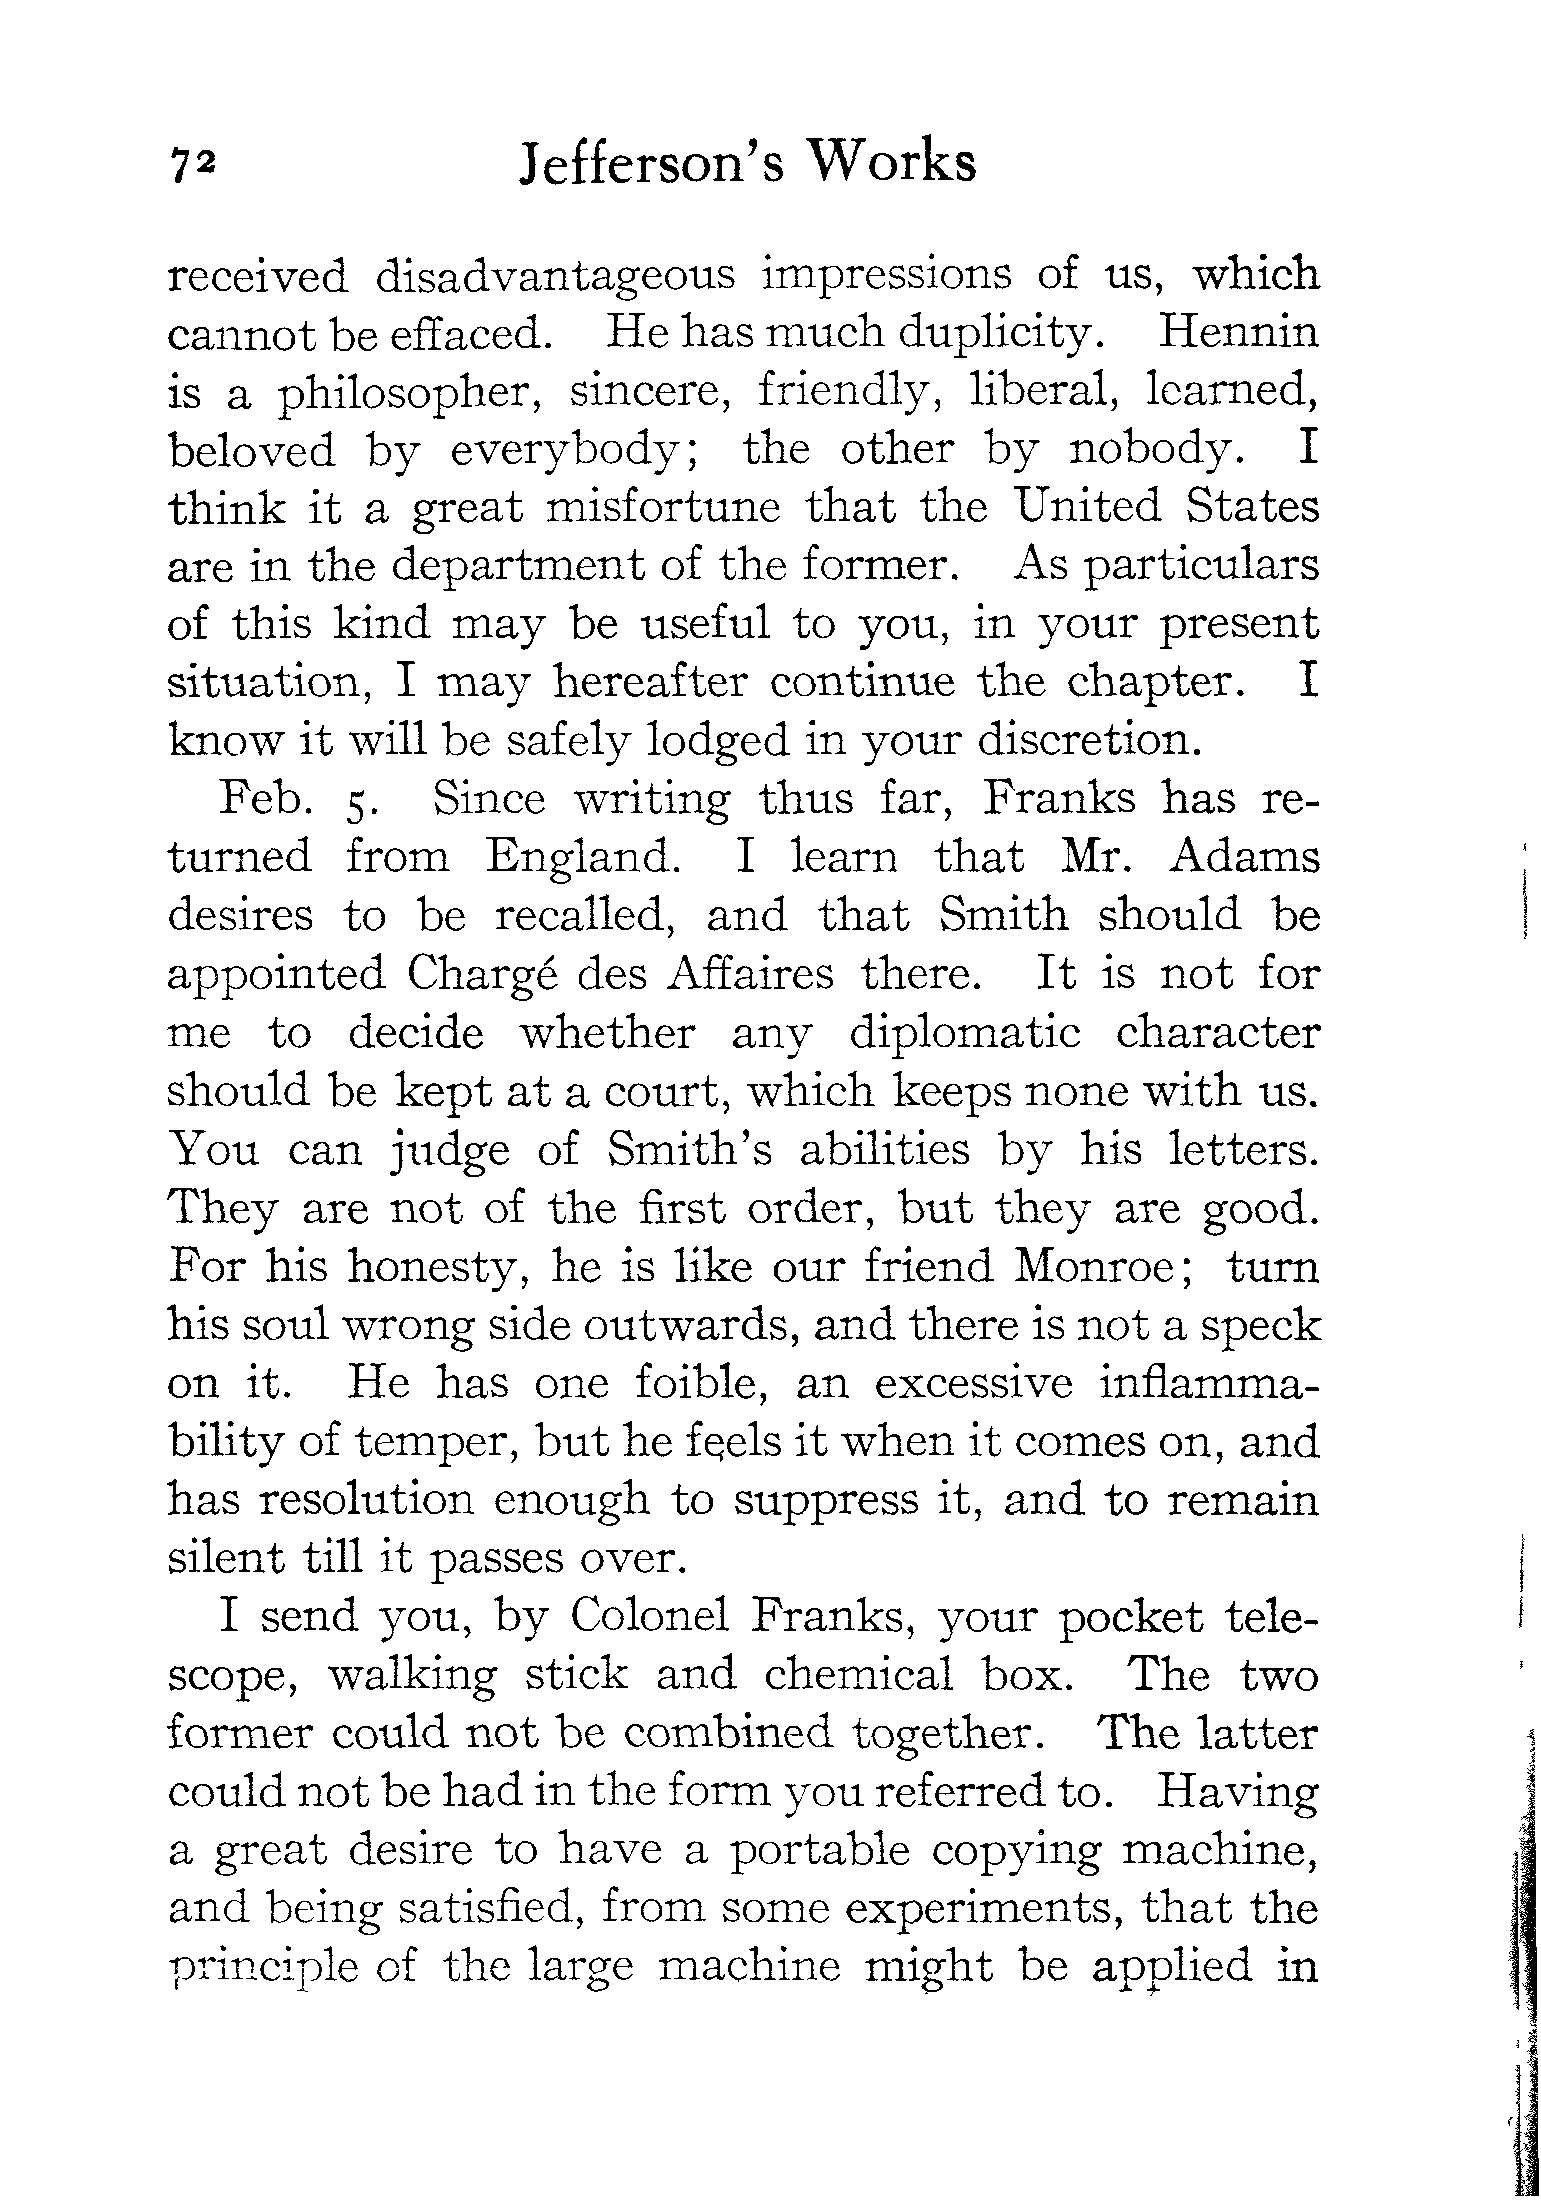 72 Jefferson's Works
received disadvantageous impressions of us, which
cannot be effaced. He has much duplicity. Hennin
is a philosopher, sincere, friendly, liberal, learned,
beloved by everybody; the other by nobody. I
think it a great misfortune that the United States
are in the department of the former. As particulars
of this kind may be useful to you, in your present
situation, I may hereafter continue the chapter. I
know it will be safely lodged in your discretion.
Feb. 5. Since writing thus far, Franks has re-
turned from England. I learn that Mr. Adams
desires to be recalled, and that Smith should be
appointed Chargé des Affaires there. It is not for
me to decide whether any diplomatic character
should be kept at a court, which keeps none with us.
You can judge of Smith's abilities by his letters.
They are not of the first order, but they are good.
For his honesty, he is like our friend Monroe; turn
his soul wrong side outwards, and there is not a speck
on it. He has one foible, an excessive inflamma-
bility of temper, but he feels it when it comes on, and
has resolution enough to suppress it, and to remain
silent till it passes over.
I send you, by Colonel Franks, your pocket tele-
scope, walking stick and chemical box. The two
former could not be combined together. The latter
could not be had in the form you referred to. Having
a great desire to have a portable copying machine,
and being satisfied, from some experiments, that the
principle of the large machine might be applied in